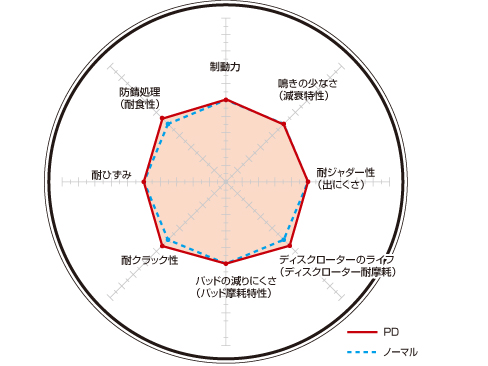 制動力
鳴きの少なさ
（減衰特性）
防錆処理
（耐食性）
耐ひずみ
耐ジャダー性
（出にくさ）
耐クラック性
ディスクローターのライフ
（ディスクローター耐摩耗）
パッドの減りにくさ
（パッド摩耗特性）
PD
ノーマル